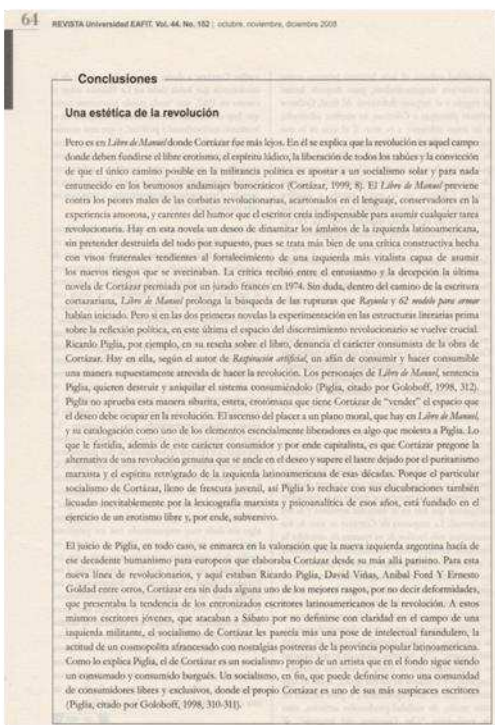 64 REVISTA Universidad EAFIT. Vol. 44. No. 152 | octubre, noviembre, diciembre 2008
Conclusiones
Una estética de la revolución
Pero es en Libro de Manuel donde Cortázar fue más lejos. En él se explica que la revolución es aquel campo
donde deben fundirse el libre erotismo, el espíritu lúdico, la liberación de todos los tabúes y la convicción
de que el único camino posible en la militancia política es apostar a un socialismo solar y para nada
entumecido en los brumosos andamiajes burocráticos (Cortázar, 1999, 8). El Libro de Manuel previene
contra los peores males de las corbatas revolucionarias, acartonados en el lenguaje, conservadores en la
experiencia amorosa, y carentes del humor que el escritor creía indispensable para asumir cualquier tarea
revolucionaria. Hay en esta novela un deseo de dinamitar los ámbitos de la izquierda latinoamericana,
sin pretender destruirla del todo por supuesto, pues se trata más bien de una crítica constructiva hecha
con visos fraternales tendientes al fortalecimiento de una izquierda más vitalista capaz de asumir
los nuevos riesgos que se avecinaban. La crítica recibió entre el entusiasmo y la decepción la última
novela de Cortázar premiada por un jurado francés en 1974. Sin duda, dentro del camino de la escritura
cortazariana, Libro de Manuel prolonga la búsqueda de las rupturas que Rayuela y 62 modelo para armar
habían iniciado. Pero si en las dos primeras novelas la experimentación en las estructuras literarias prima
sobre la reflexión política, en esta última el espacio del discernimiento revolucionario se vuelve crucial.
Ricardo Piglia, por ejemplo, en su reseña sobre el libro, denuncia el carácter consumista de la obra de
Cortázar. Hay en ella, según el autor de Respiración artificial, un afán de consumir y hacer consumible
una manera supuestamente atrevida de hacer la revolución. Los personajes de Libro de Manuel, sentencia
Piglia, quieren destruir y aniquilar el sistema consumiéndolo (Piglia, citado por Goloboff, 1998, 312).
Piglia no aprueba esta manera sibarita, esteta, erotómana que tiene Cortázar de "vender" el espacio que
el deseo debe ocupar en la revolución. El ascenso del placer a un plano moral, que hay en Libro de Manuel,
y su catalogación como uno de los elementos esencialmente liberadores es algo que molesta a Piglia. Lo
que le fastidia, además de este carácter consumidor y por ende capitalista, es que Cortázar pregone la
alternativa de una revolución genuina que se ancle en el deseo y supere el lastre dejado por el puritanismo
marxista y el espíritu retrógrado de la izquierda latinoamericana de esas décadas. Porque el particular
socialismo de Cortázar, lleno de frescura juvenil, así Piglia lo rechace con sus elucubraciones también
licuadas inevitablemente por la lexicografía marxista y psicoanalítica de esos años, está fundado en el
ejercicio de un erotismo libre y, por ende, subversivo.
El juicio de Piglia, en todo caso, se enmarca en la valoración que la nueva izquierda argentina hacía de
ese decadente humanismo para europeos que elaboraba Cortázar desde su más allá parisino. Para esta
nueva línea de revolucionarios, y aquí estaban Ricardo Piglia, David Viñas, Aníbal Ford Y Ernesto
Goldad entre otros, Cortázar era sin duda alguna uno de los mejores rasgos, por no decir deformidades,
que presentaba la tendencia de los entronizados escritores latinoamericanos de la revolución. A estos
mismos escritores jóvenes, que atacaban a Sábato por no definirse con claridad en el campo de una
izquierda militante, el socialismo de Cortázar les parecía más una pose de intelectual farandulero, la
actitud de un cosmopolita afrancesado con nostalgias postreras de la provincia popular latinoamericana.
Como lo explica Piglia, el de Cortázar es un socialismo propio de un artista que en el fondo sigue siendo
un consumado y consumido burgués. Un socialismo, en fin, que puede definirse como una comunidad
de consumidores libres y exclusivos, donde el propio Cortázar es uno de sus más suspicaces escritores
(Piglia, citado por Goloboff, 1998, 310-311).